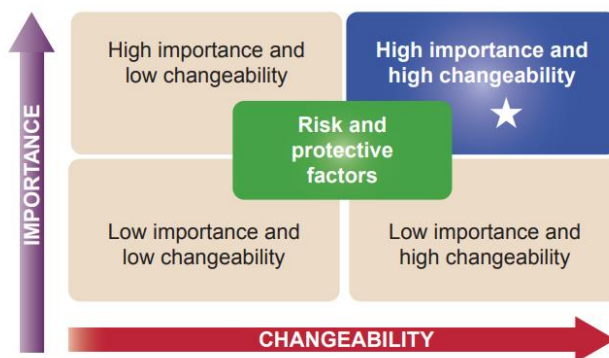 IMPORTANCE
High importance and
low changeability
High importance and
high changeability
Risk and
protective
factors
Low importance and
low changeability
Low importance and
high changeability
CHANGEABILITY